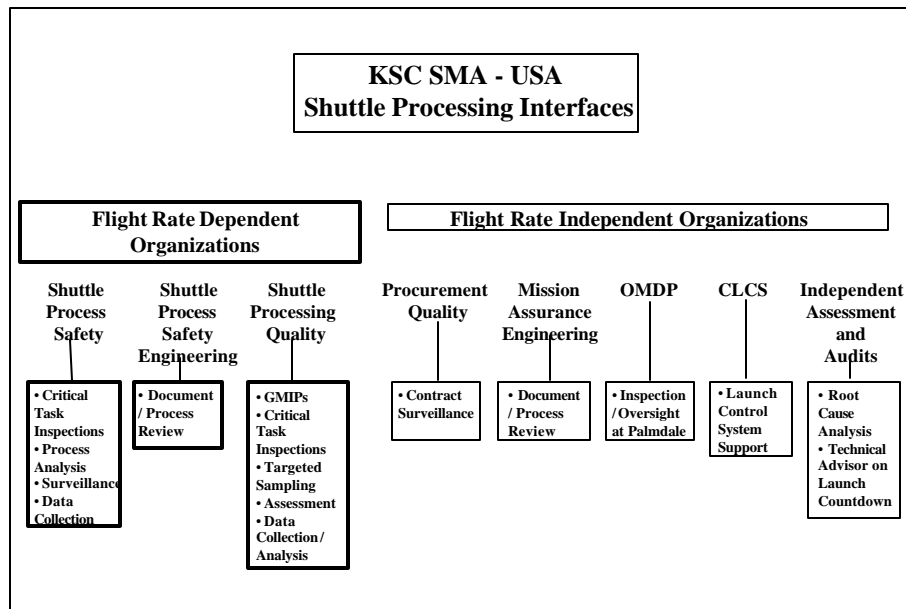 KSC SMA - USA
Shuttle Processing Interfaces
Flight Rate Dependent
Organizations
Flight Rate Independent Organizations
Shuttle
Process
Safety
Shuttle
Process
Safety
Engineering
Shuttle
Processing
Quality
Procurement
Quality
Mission
Assurance
Engineering
OMDP
CLCS
Independent
Assessment
and
Audits
• Critical
Task
Inspections
• Process
Analysis
• Surveillance
• Data
Collection
• Document
/ Process
Review
• GMIPs
• Critical
Task
Inspections
• Targeted
Sampling
• Assessment
• Data
Collection /
Analysis
• Contract
Surveillance
• Document
/ Process
Review
• Inspection
/ Oversight
at Palmdale
• Launch
Control
System
Support
• Root
Cause
Analysis
• Technical
Advisor on
Launch
Countdown